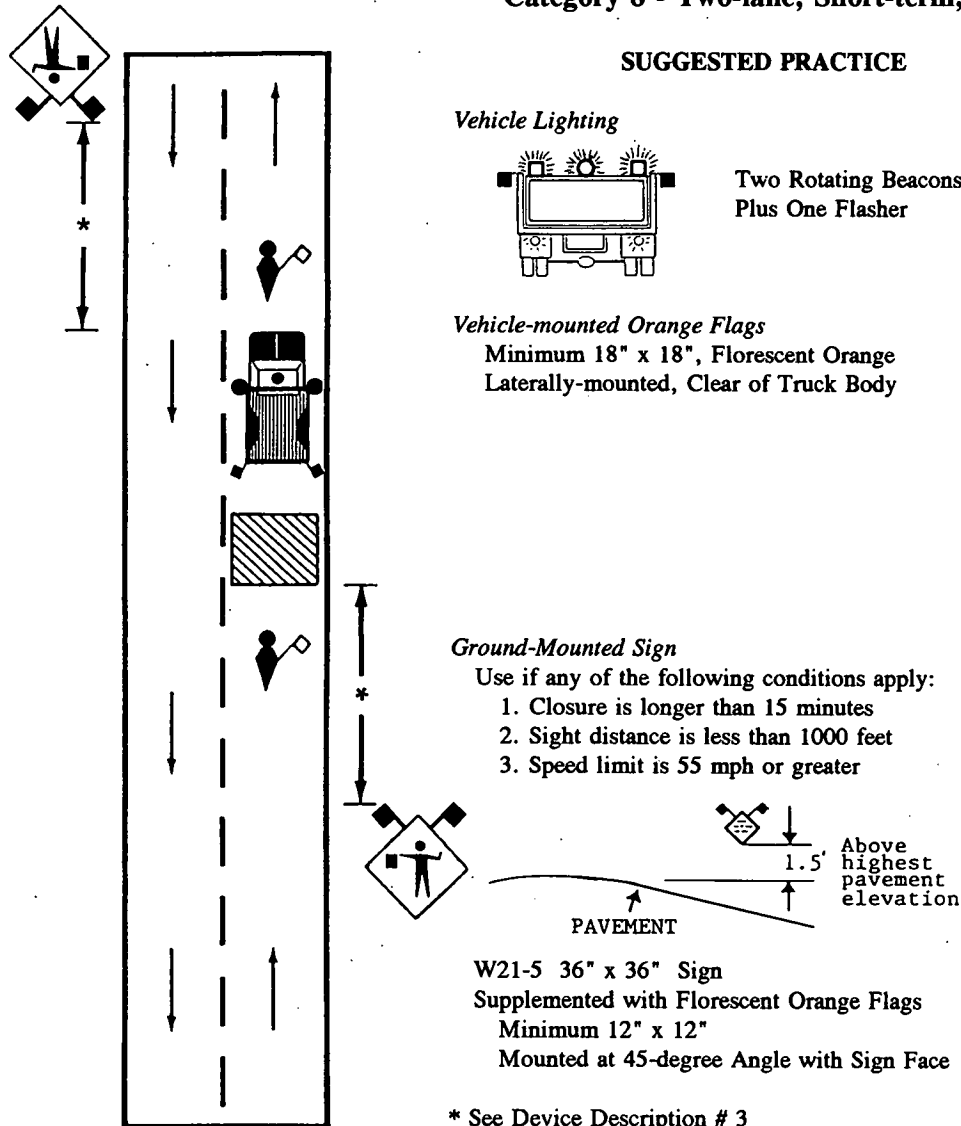 Category 8 - Two-lane, Short-term,
SUGGESTED PRACTICE
Vehicle Lighting
Two Rotating Beacons
Plus One Flasher
*
Vehicle-mounted Orange Flags
Minimum 18" x 18", Florescent Orange
Laterally-mounted, Clear of Truck Body
Ground-Mounted Sign
Use if any of the following conditions apply:
1. Closure is longer than 15 minutes
2. Sight distance is less than 1000 feet
3. Speed limit is 55 mph or greater
*
1.5'
Above
highest
pavement
elevation
PAVEMENT
W21-5 36" x 36" Sign
Supplemented with Florescent Orange Flags
Minimum 12" x 12"
Mounted at 45-degree Angle with Sign Face
* See Device Description # 3